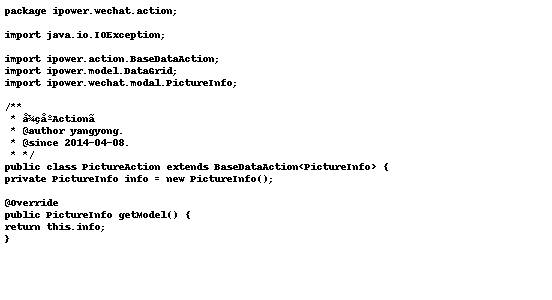 package ipower.wechat.action;

import java.io.IOException;

import ipower.action.BaseDataAction;
import ipower.model.DataGrid;
import ipower.wechat.modal.PictureInfo;

/**
 * å¾çå±Actionã
 * @author yangyong.
 * @since 2014-04-08.
 * */
public class PictureAction extends BaseDataAction<PictureInfo> {
private PictureInfo info = new PictureInfo();

@Override
public PictureInfo getModel() {
return this.info;
}